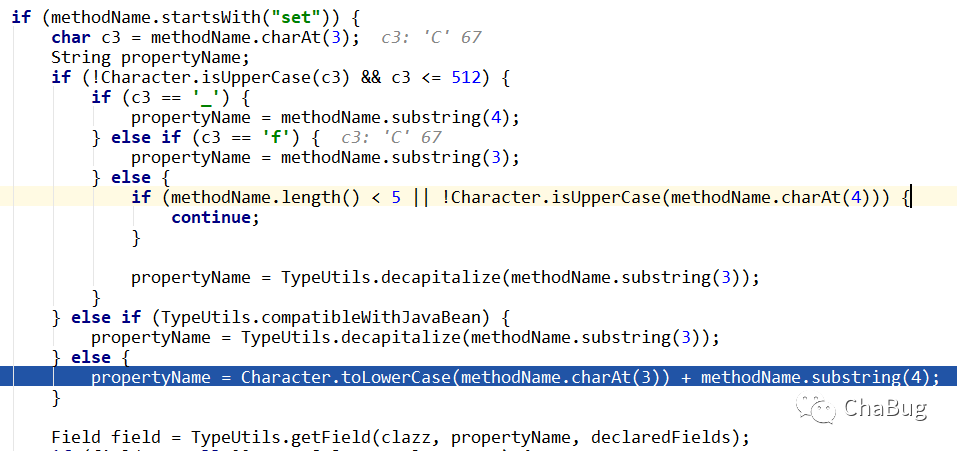 if (methodName.startsWith("set")) {
    char c3 = methodName.charAt(3);  c3: 'C' 67
    String propertyName;
    if (!Character.isUpperCase(c3) && c3 <= 512) {
        if (c3 == '_') {
            propertyName = methodName.substring(4);
        } else if (c3 == 'f') {  c3: 'C' 67
            propertyName = methodName.substring(3);
        } else {
            if (methodName.length() < 5 || !Character.isUpperCase(methodName.charAt(4))) {
                continue;
            }
            propertyName = TypeUtils.decapitalize(methodName.substring(3));
        }
    } else if (TypeUtils.compatibleWithJavaBean) {
        propertyName = TypeUtils.decapitalize(methodName.substring(3));
    } else {
        propertyName = Character.toLowerCase(methodName.charAt(3)) + methodName.substring(4);
    }
ChaBug
    Field field = TypeUtils.getField(clazz, propertyName, declaredFields);